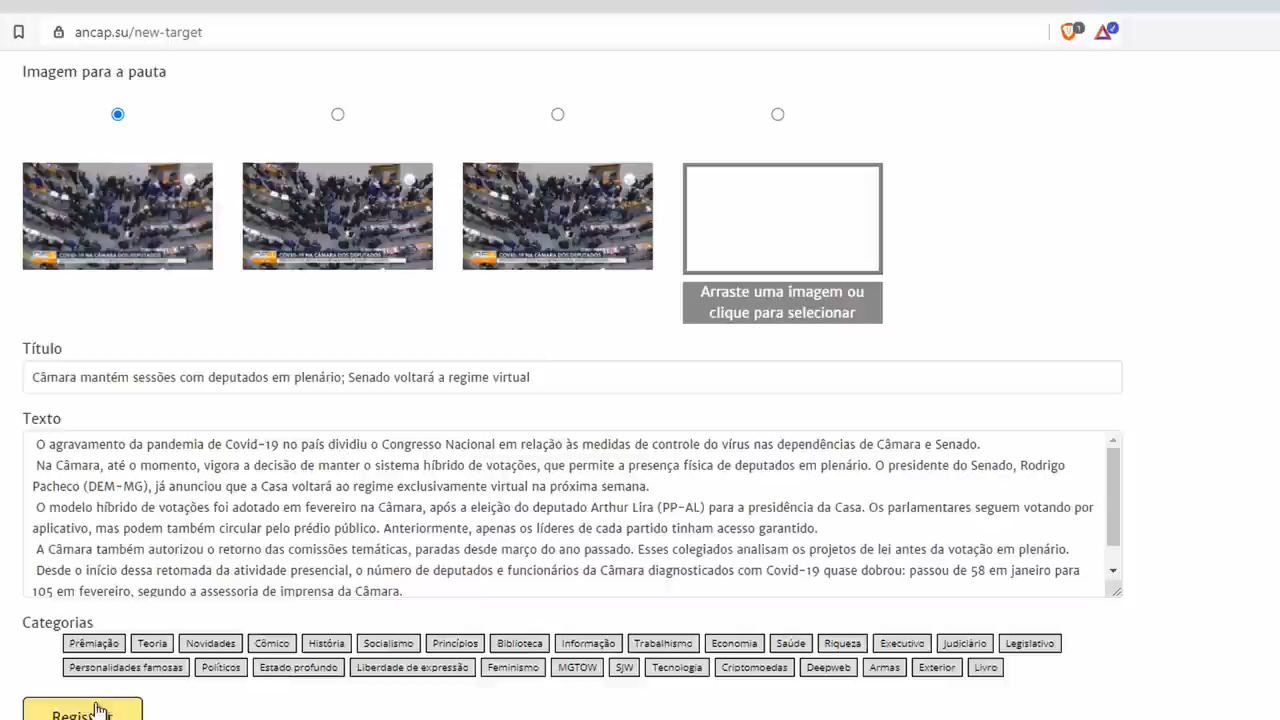 ancap.su/new-target
1
Imagem para a pauta
COVID-19 NA CÂMARA DOS DEPUTADOS
COVID-19 NA CÂMARA DOS DEPUTADOS
COVID-19 NA CÂMARA DOS DEPUTADOS
Arraste uma imagem ou
clique para selecionar
Título
Câmara mantém sessões com deputados em plenário; Senado voltará a regime virtual
Texto
O agravamento da pandemia de Covid-19 no país dividiu o Congresso Nacional em relação às medidas de controle do vírus nas dependências de Câmara e Senado.
Na Câmara, até o momento, vigora a decisão de manter o sistema híbrido de votações, que permite a presença física de deputados em plenário. O presidente do Senado, Rodrigo
Pacheco (DEM-MG), já anunciou que a Casa voltará ao regime exclusivamente virtual na próxima semana.
O modelo híbrido de votações foi adotado em fevereiro na Câmara, após a eleição do deputado Arthur Lira (PP-AL) para a presidência da Casa. Os parlamentares seguem votando por
aplicativo, mas podem também circular pelo prédio público. Anteriormente, apenas os líderes de cada partido tinham acesso garantido.
A Câmara também autorizou o retorno das comissões temáticas, paradas desde março do ano passado. Esses colegiados analisam os projetos de lei antes da votação em plenário.
Desde o início dessa retomada da atividade presencial, o número de deputados e funcionários da Câmara diagnosticados com Covid-19 quase dobrou: passou de 58 em janeiro para
105 em fevereiro, segundo a assessoria de imprensa da Câmara.
Categorias
Prêmiação Teoria Novidades Cômico História Socialismo Princípios Biblioteca Informação Trabalhismo Economia Saúde Riqueza Executivo Judiciário Legislativo
Personalidades famosas Políticos Estado profundo Liberdade de expressão Feminismo MGTOW SJW Tecnologia Criptomoedas Deepweb Armas Exterior Livro
Registrar